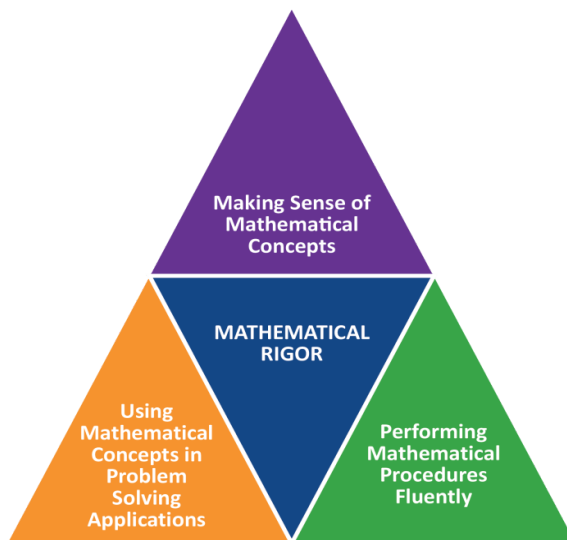 Making Sense of
Mathematical
Concepts
MATHEMATICAL
RIGOR
Using
Mathematical
Concepts in
Problem
Solving
Applications
Performing
Mathematical
Procedures
Fluently